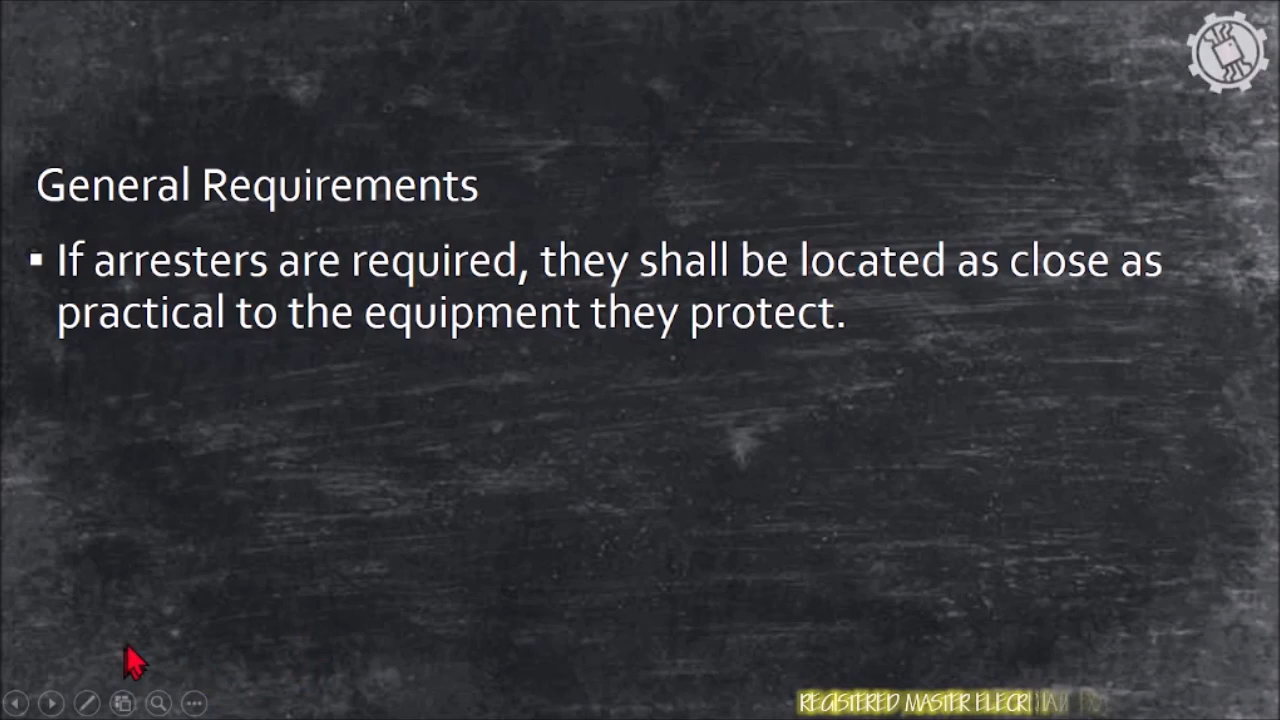 General Requirements
▪ If arresters are required, they shall be located as close as
practical to the equipment they protect.
REGISTERED MASTER